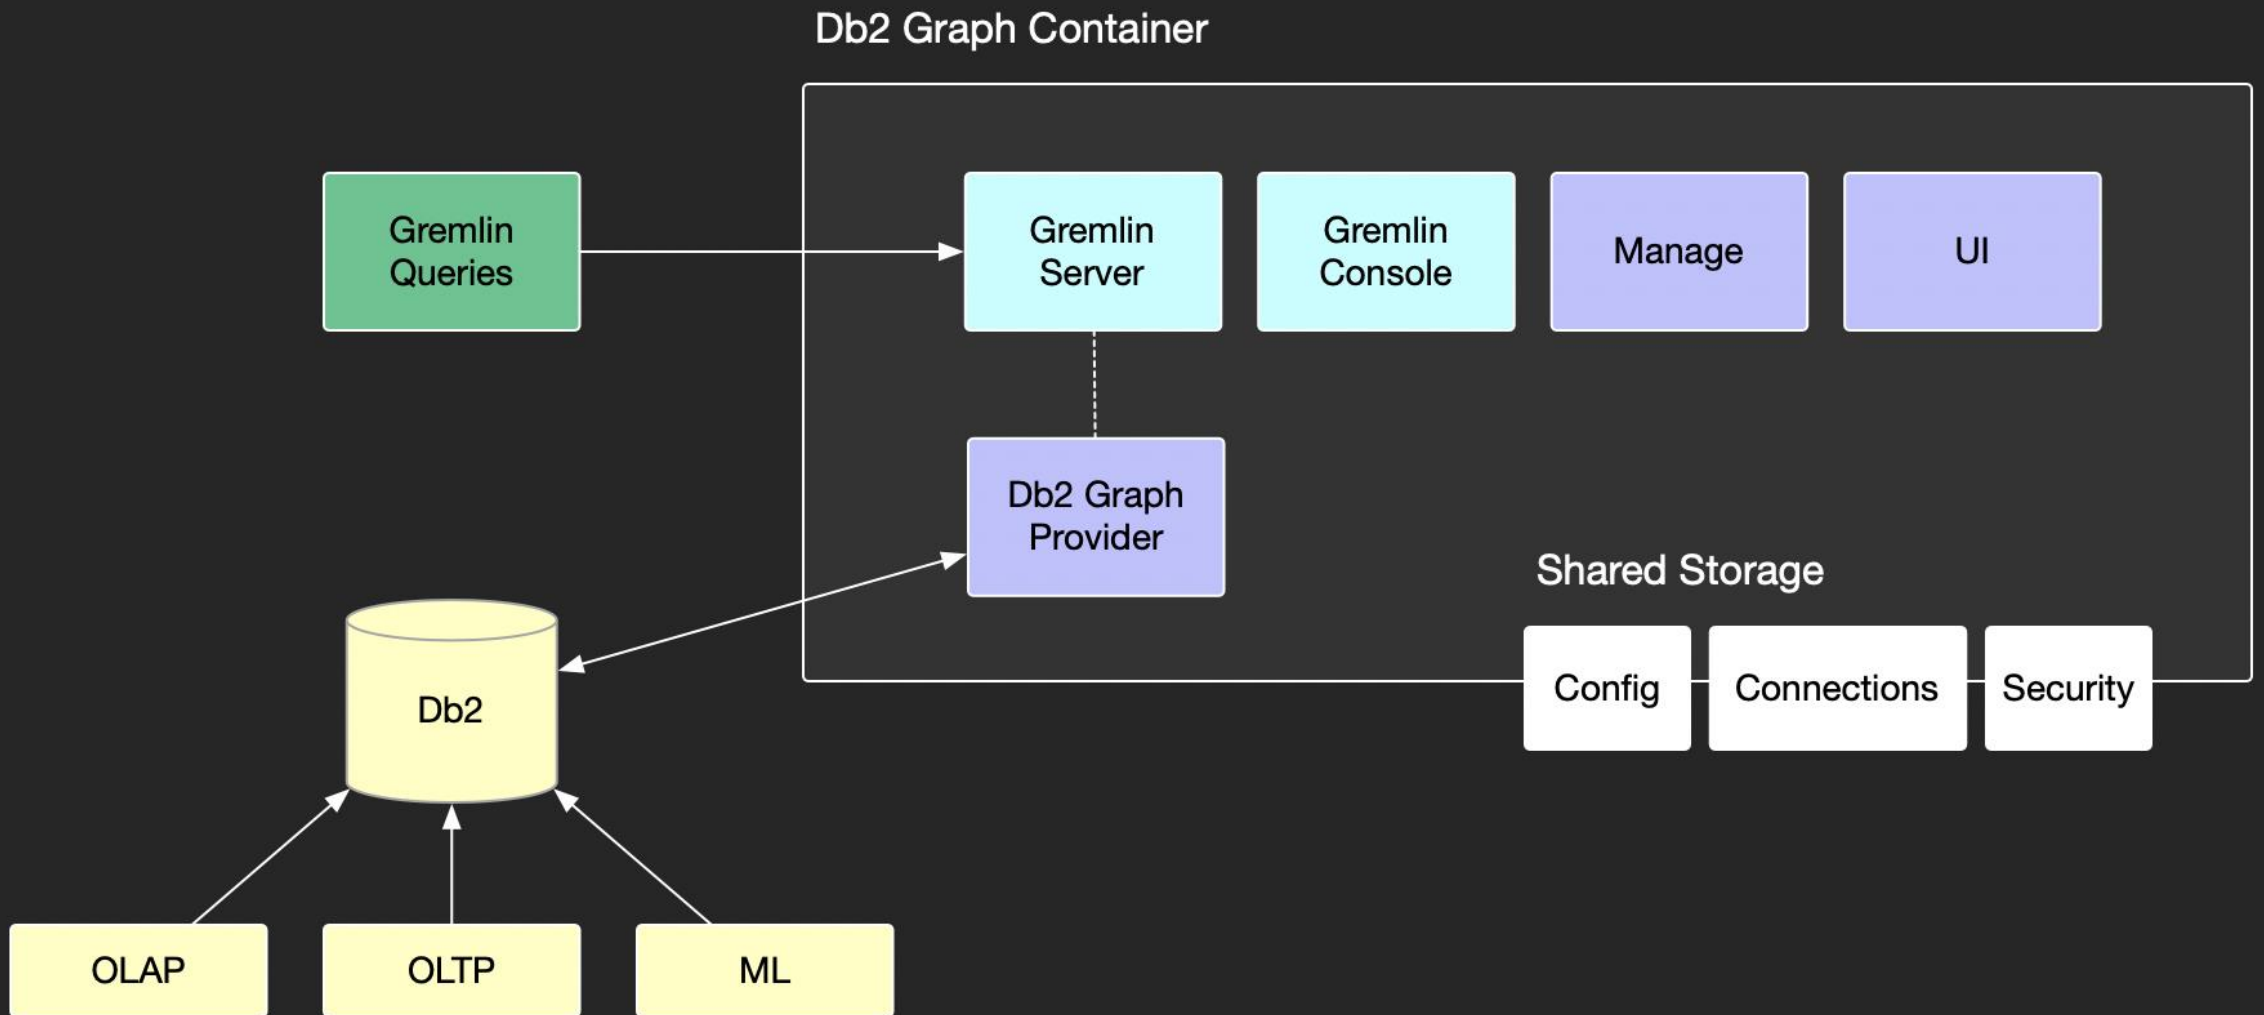 Db2 Graph Container
Gremlin
Queries
Gremlin
Server
Gremlin
Console
Manage
UI
Db2 Graph
Provider
Shared Storage
Config
Connections
Security
Db2
OLAP
OLTP
ML